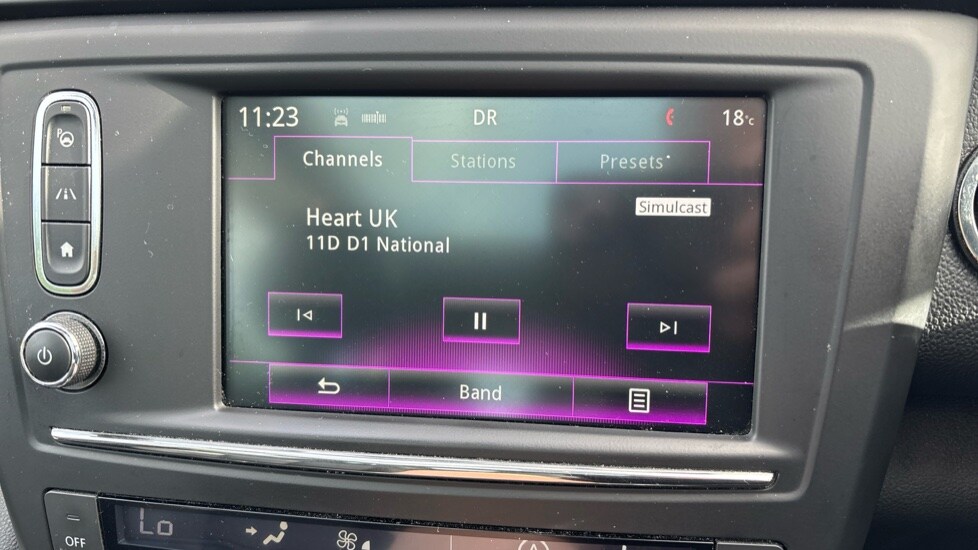 11:23 DR 18°C
Channels Stations Presets
Simulcast
Heart UK
11D D1 National
Band
Lo
OFF